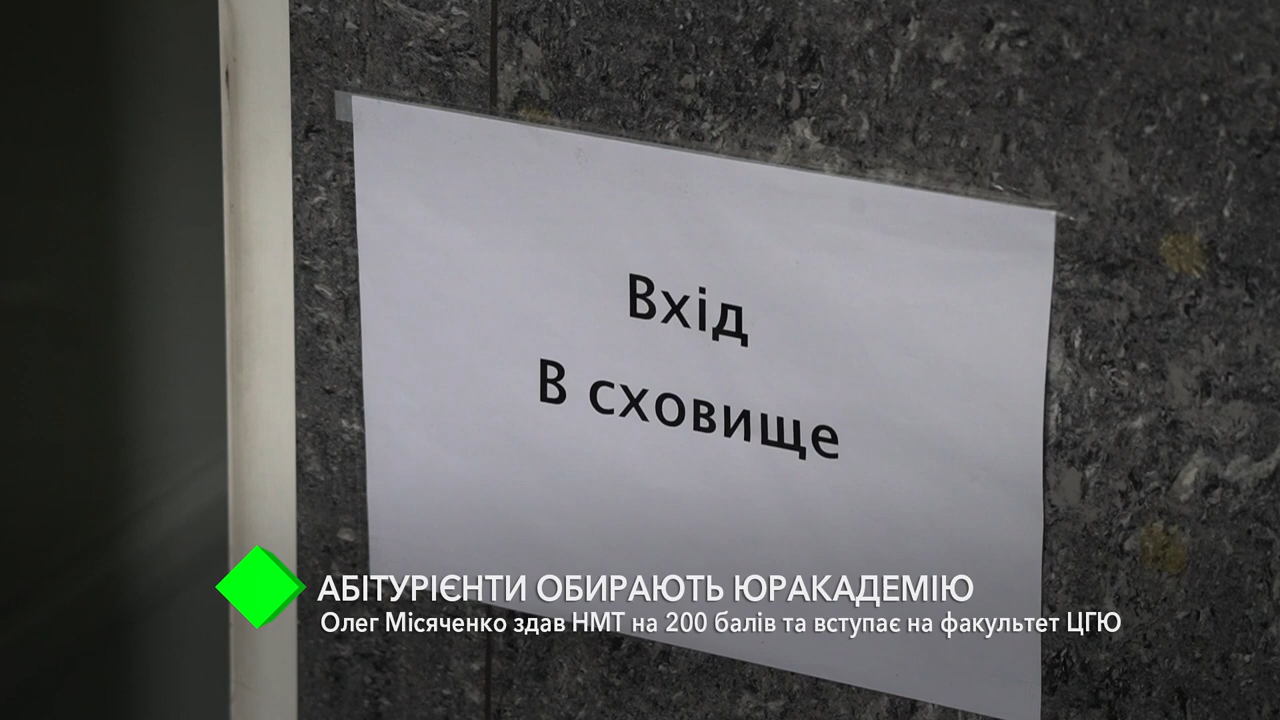 Вхід
В сховище
АБІТУРІЄНТИ ОБИРАЮТЬ ЮРАКАДЕМІЮ
Олег Місяченко здав НМТ на 200 балів та вступає на факультет ЦГЮ